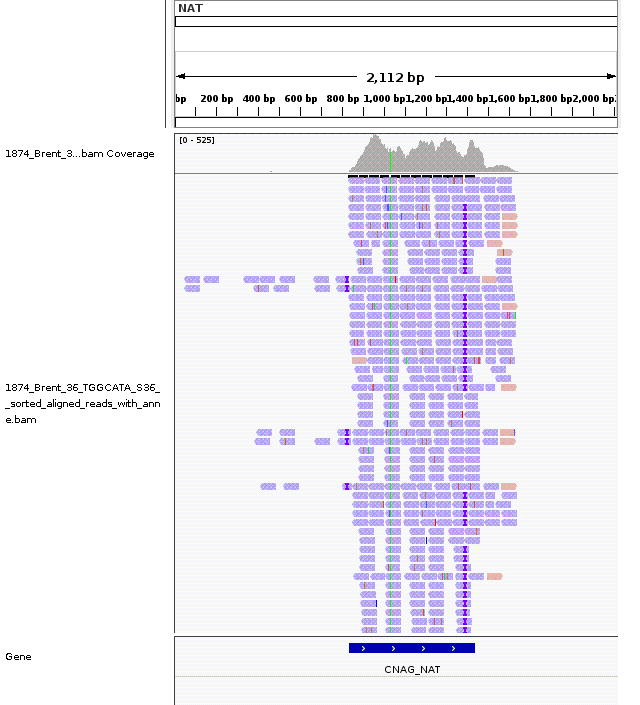 NAT
2,112 bp
bp 200 bp 400 bp 600 bp 800 bp 1,000 bp 1,200 bp 1,400 bp 1,600 bp 1,800 bp 2,000 bp 2
[0 - 525]
1874_Brent_3...bam Coverage
1874_Brent_36_TGGCATA_S36_
_sorted_aligned_reads_with_ann
e.bam
Gene
CNAG_NAT